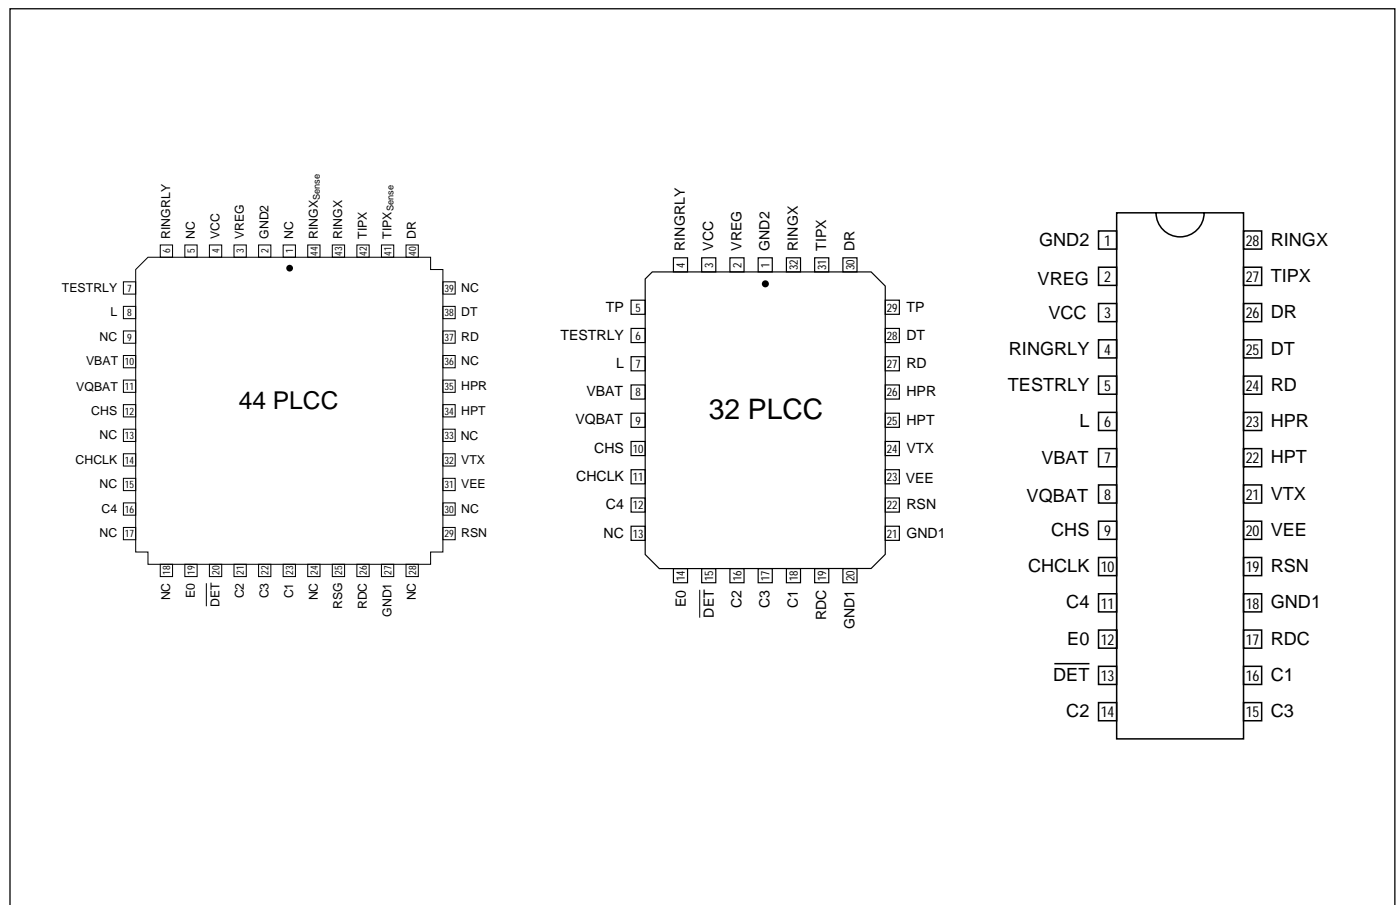 RINGRLY
NC
VCC
VREG
GND2
NC
RINGXSense
RINGX
TIPX
TIPXSense
DR
6 5 4 3 2 1 44 43 42 41 40
TESTRLY 7
L 8
NC 9
VBAT 10
VQBAT 11
CHS 12
NC 13
CHCLK 14
NC 15
C4 16
NC 17
44 PLCC
39 NC
38 DT
37 RD
36 NC
35 HPR
34 HPT
33 NC
32 VTX
31 VEE
30 NC
29 RSN
18 19 20 21 22 23 24 25 26 27 28
NC
E0
DET
C2
C3
C1
NC
RSG
RDC
GND1
NC
RINGRLY
VCC
VREG
GND2
RINGX
TIPX
DR
4 3 2 1 32 31 30
TP 5
TESTRLY 6
L 7
VBAT 8
VQBAT 9
CHS 10
CHCLK 11
C4 12
NC 13
32 PLCC
29 TP
28 DT
27 RD
26 HPR
25 HPT
24 VTX
23 VEE
22 RSN
21 GND1
14 15 16 17 18 19 20
E0
DET
C2
C3
C1
RDC
GND1
GND2 1
VREG 2
VCC 3
RINGRLY 4
TESTRLY 5
L 6
VBAT 7
VQBAT 8
CHS 9
CHCLK 10
C4 11
E0 12
DET 13
C2 14
28 RINGX
27 TIPX
26 DR
25 DT
24 RD
23 HPR
22 HPT
21 VTX
20 VEE
19 RSN
18 GND1
17 RDC
16 C1
15 C3